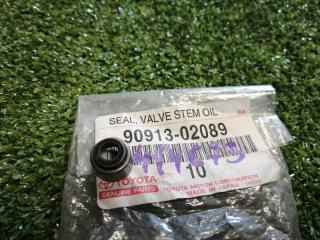 SEAL, VALVE STEM OIL
90913-02089
10
TOYOTA
GENUINE PARTS
TOYOTA MOTOR CORPORATION
MADE IN JAPAN